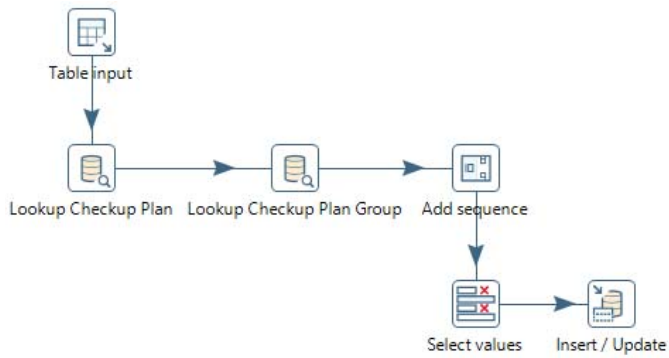 Table input
Lookup Checkup Plan
Lookup Checkup Plan Group
Add sequence
Select values
Insert / Update